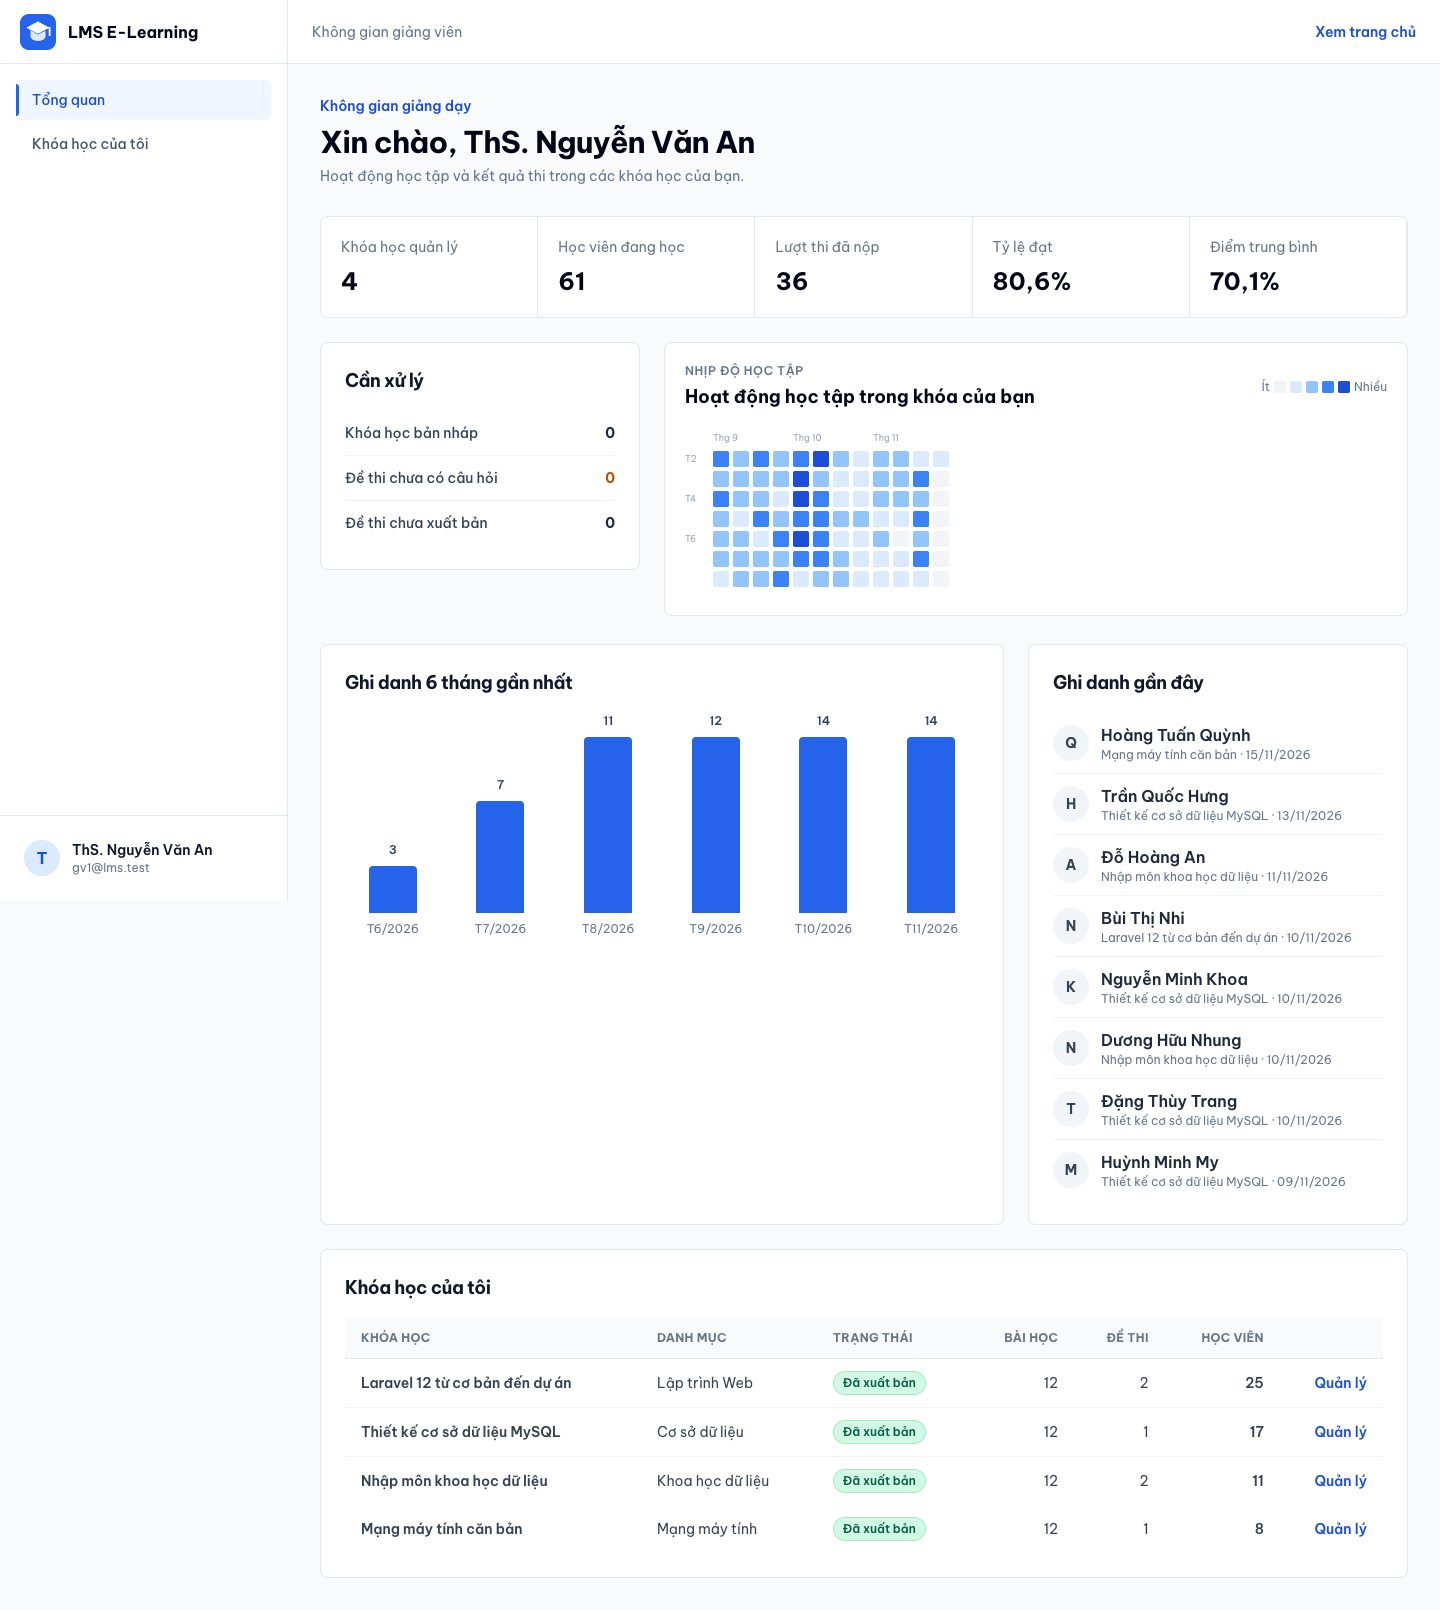 LMS E-Learning
Không gian giảng viên
Xem trang chủ
Tổng quan
Khóa học của tôi
ThS. Nguyễn Văn An
T
gv1@lms.test
Không gian giảng dạy
Xin chào, ThS. Nguyễn Văn An
Hoạt động học tập và kết quả thi trong các khóa học của bạn.
Khóa học quản lý
4
Học viên đang học
61
Lượt thi đã nộp
36
Tỷ lệ đạt
80,6%
Điểm trung bình
70,1%
Cần xử lý
Khóa học bản nháp 0
Đề thi chưa có câu hỏi 0
Đề thi chưa xuất bản 0
NHỊP ĐỘ HỌC TẬP
Hoạt động học tập trong khóa của bạn
Ít Nhiều
Thg 9 Thg 10 Thg 11
T2
T4
T6
Ghi danh 6 tháng gần nhất
3 7 11 12 14 14
T6/2026 T7/2026 T8/2026 T9/2026 T10/2026 T11/2026
Ghi danh gần đây
Q
Hoàng Tuấn Quỳnh
Mạng máy tính căn bản · 15/11/2026
H
Trần Quốc Hưng
Thiết kế cơ sở dữ liệu MySQL · 13/11/2026
A
Đỗ Hoàng An
Nhập môn khoa học dữ liệu · 11/11/2026
N
Bùi Thị Nhi
Laravel 12 từ cơ bản đến dự án · 10/11/2026
K
Nguyễn Minh Khoa
Thiết kế cơ sở dữ liệu MySQL · 10/11/2026
N
Dương Hữu Nhung
Nhập môn khoa học dữ liệu · 10/11/2026
T
Đặng Thùy Trang
Thiết kế cơ sở dữ liệu MySQL · 10/11/2026
M
Huỳnh Minh My
Thiết kế cơ sở dữ liệu MySQL · 09/11/2026
Khóa học của tôi
KHÓA HỌC DANH MỤC TRẠNG THÁI BÀI HỌC ĐỀ THI HỌC VIÊN
Laravel 12 từ cơ bản đến dự án Lập trình Web Đã xuất bản 12 2 25 Quản lý
Thiết kế cơ sở dữ liệu MySQL Cơ sở dữ liệu Đã xuất bản 12 1 17 Quản lý
Nhập môn khoa học dữ liệu Khoa học dữ liệu Đã xuất bản 12 2 11 Quản lý
Mạng máy tính căn bản Mạng máy tính Đã xuất bản 12 1 8 Quản lý